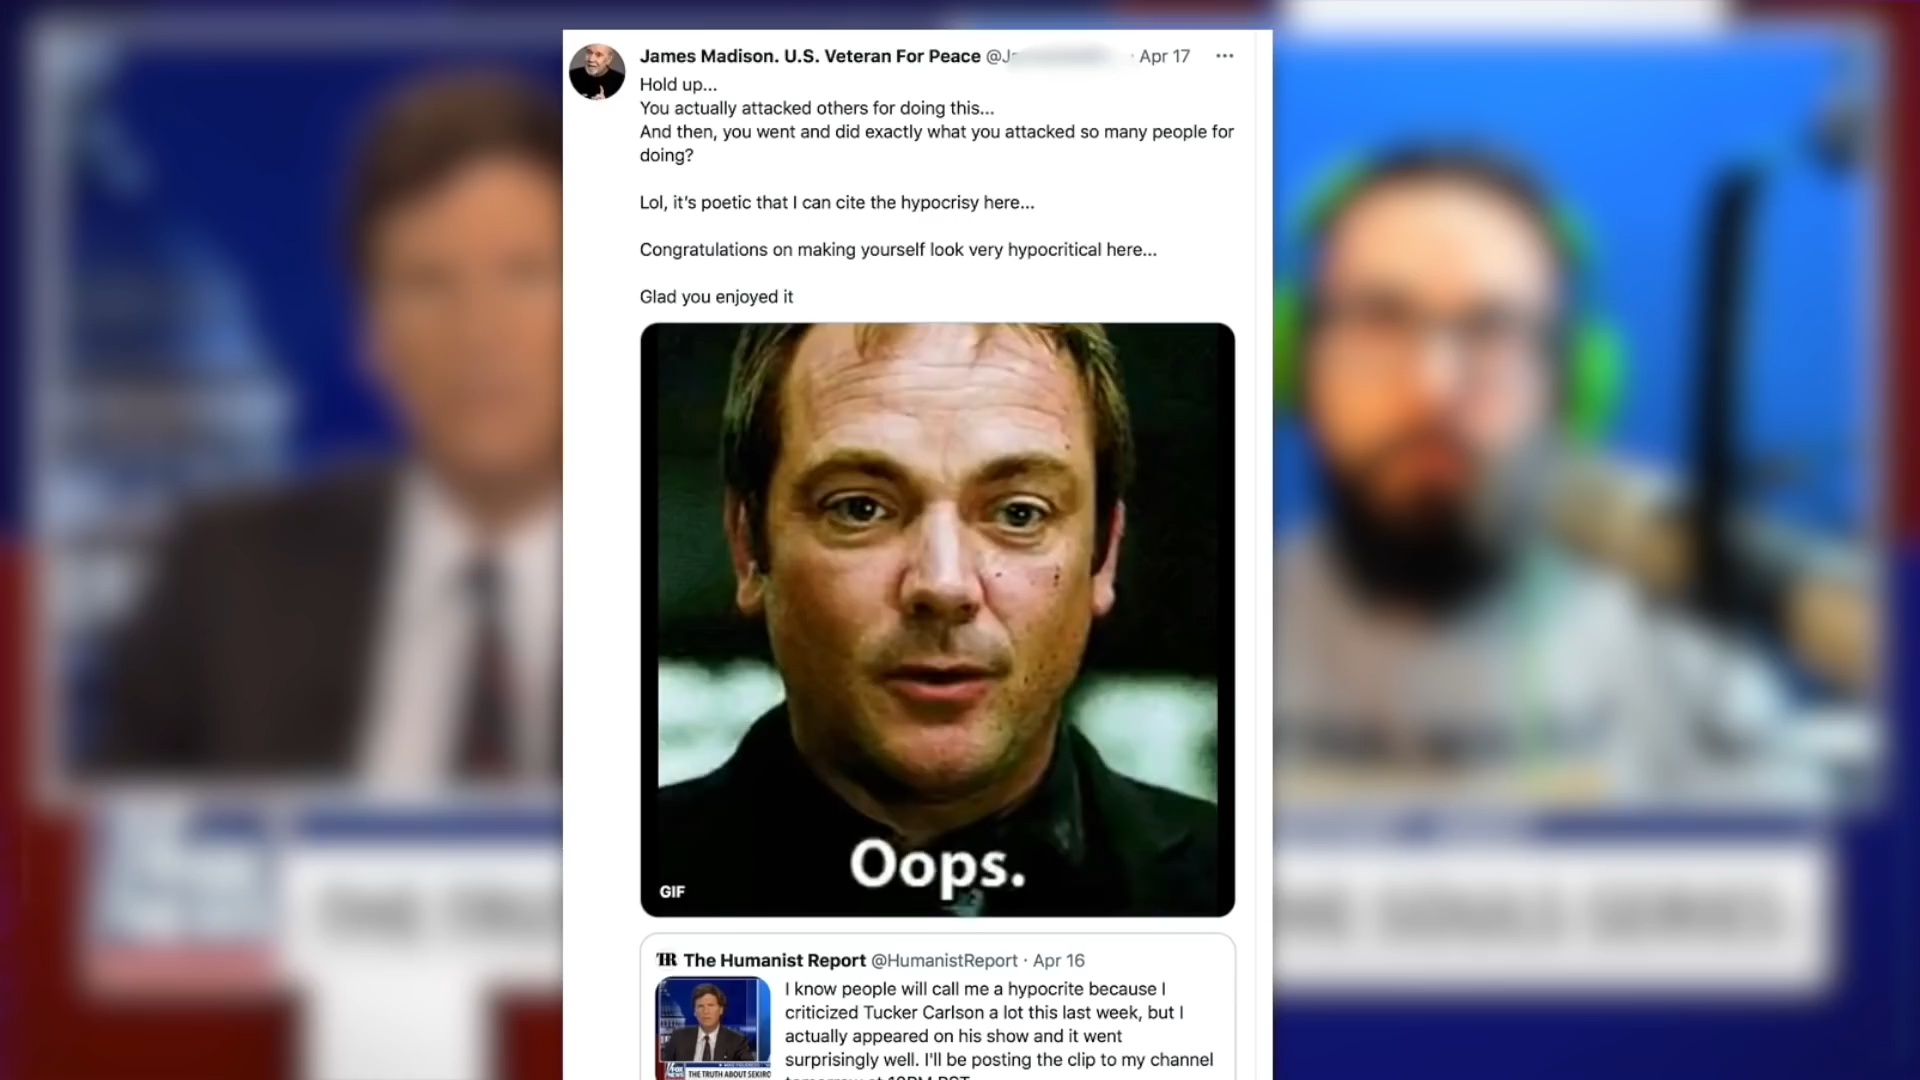 James Madison. U.S. Veteran For Peace @J · Apr 17 ...
Hold up...
You actually attacked others for doing this...
And then, you went and did exactly what you attacked so many people for
doing?
Lol, it's poetic that I can cite the hypocrisy here...
Congratulations on making yourself look very hypocritical here...
Glad you enjoyed it
Oops.
GIF
The Humanist Report @HumanistReport · Apr 16
I know people will call me a hypocrite because I
criticized Tucker Carlson a lot this last week, but I
actually appeared on his show and it went
surprisingly well. I'll be posting the clip to my channel
THE TRUTH ABOUT SEKIRO